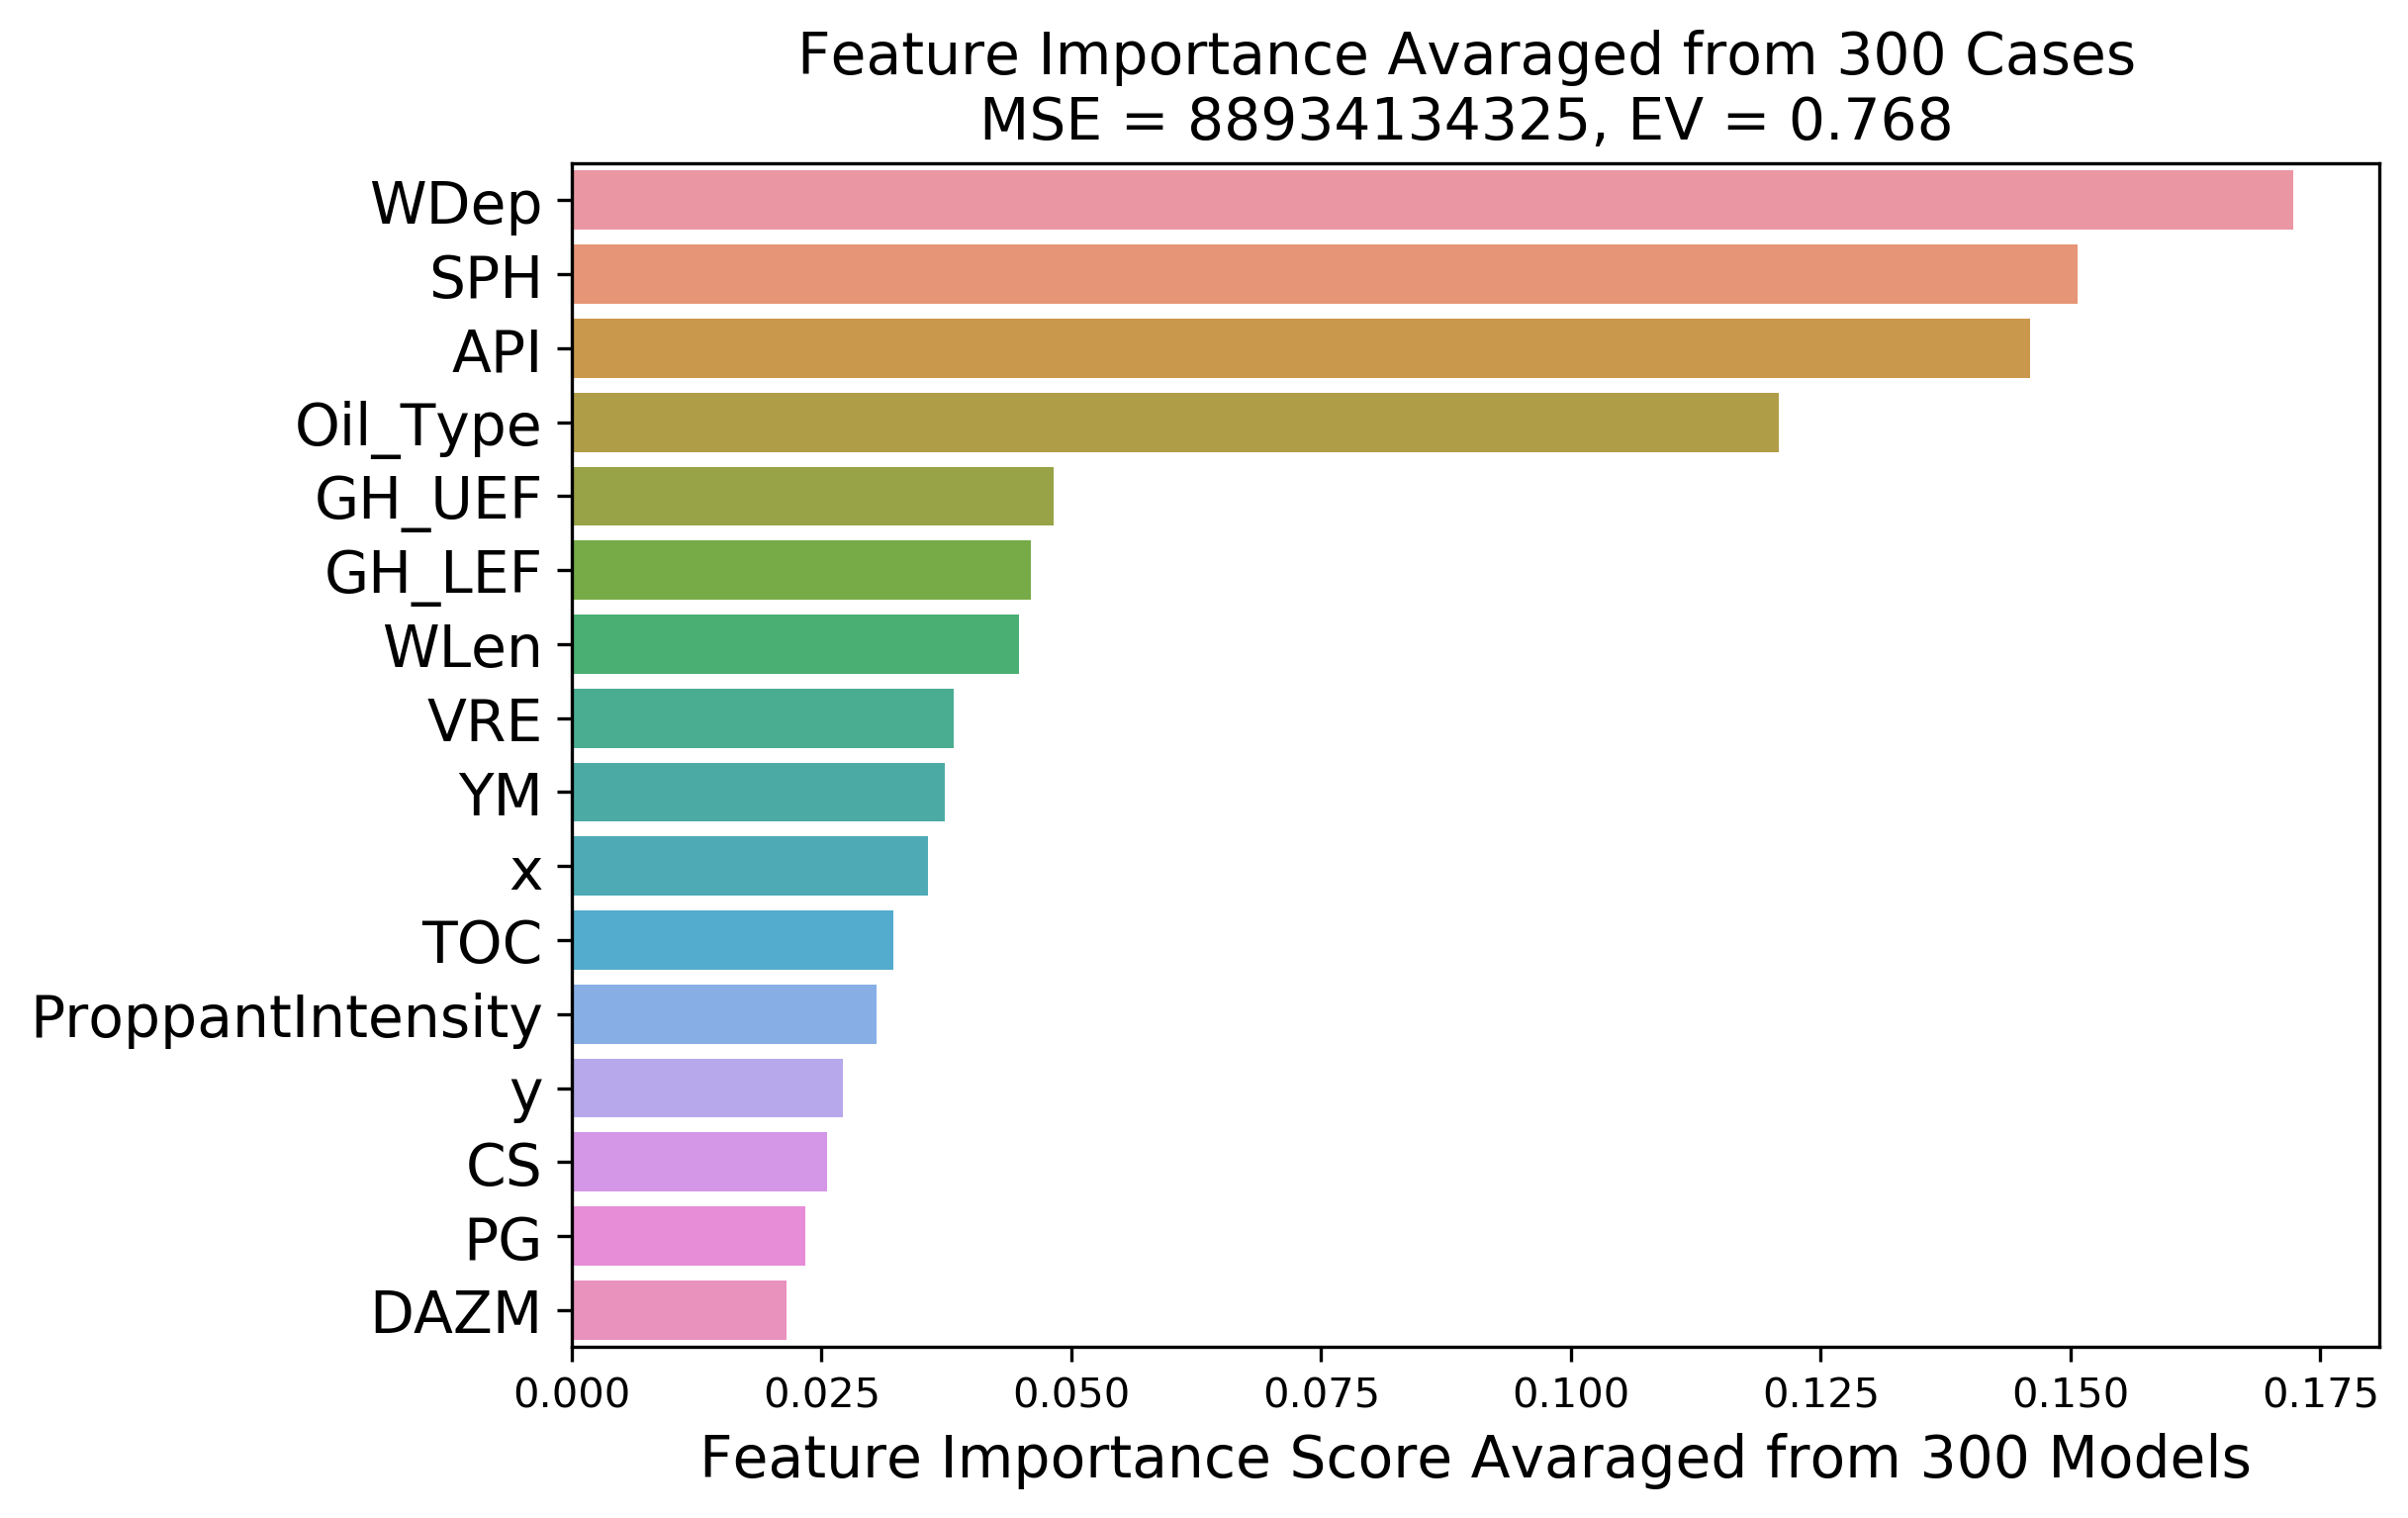 Feature Importance Avaraged from 300 Cases
MSE = 88934134325, EV = 0.768
WDep
SPH
API
Oil_Type
GH_UEF
GH_LEF
WLen
VRE
YM
x
TOC
ProppantIntensity
y
CS
PG
DAZM
0.000 0.025 0.050 0.075 0.100 0.125 0.150 0.175
Feature Importance Score Avaraged from 300 Models